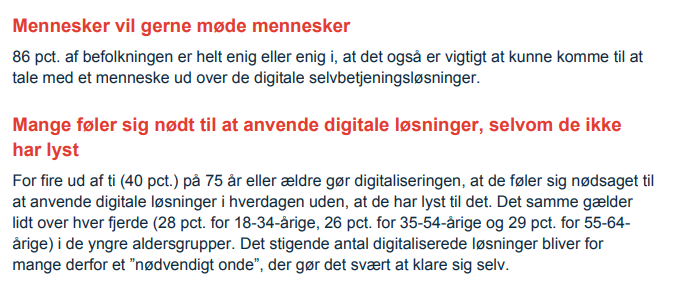 Mennesker vil gerne møde mennesker
86 pct. af befolkningen er helt enig eller enig i, at det også er vigtigt at kunne komme til at
tale med et menneske ud over de digitale selvbetjeningsløsninger.
Mange føler sig nødt til at anvende digitale løsninger, selvom de ikke
har lyst
For fire ud af ti (40 pct.) på 75 år eller ældre gør digitaliseringen, at de føler sig nødsaget til
at anvende digitale løsninger i hverdagen uden, at de har lyst til det. Det samme gælder
lidt over hver fjerde (28 pct. for 18-34-årige, 26 pct. for 35-54-årige og 29 pct. for 55-64-
årige) i de yngre aldersgrupper. Det stigende antal digitaliserede løsninger bliver for
mange derfor et ”nødvendigt onde”, der gør det svært at klare sig selv.